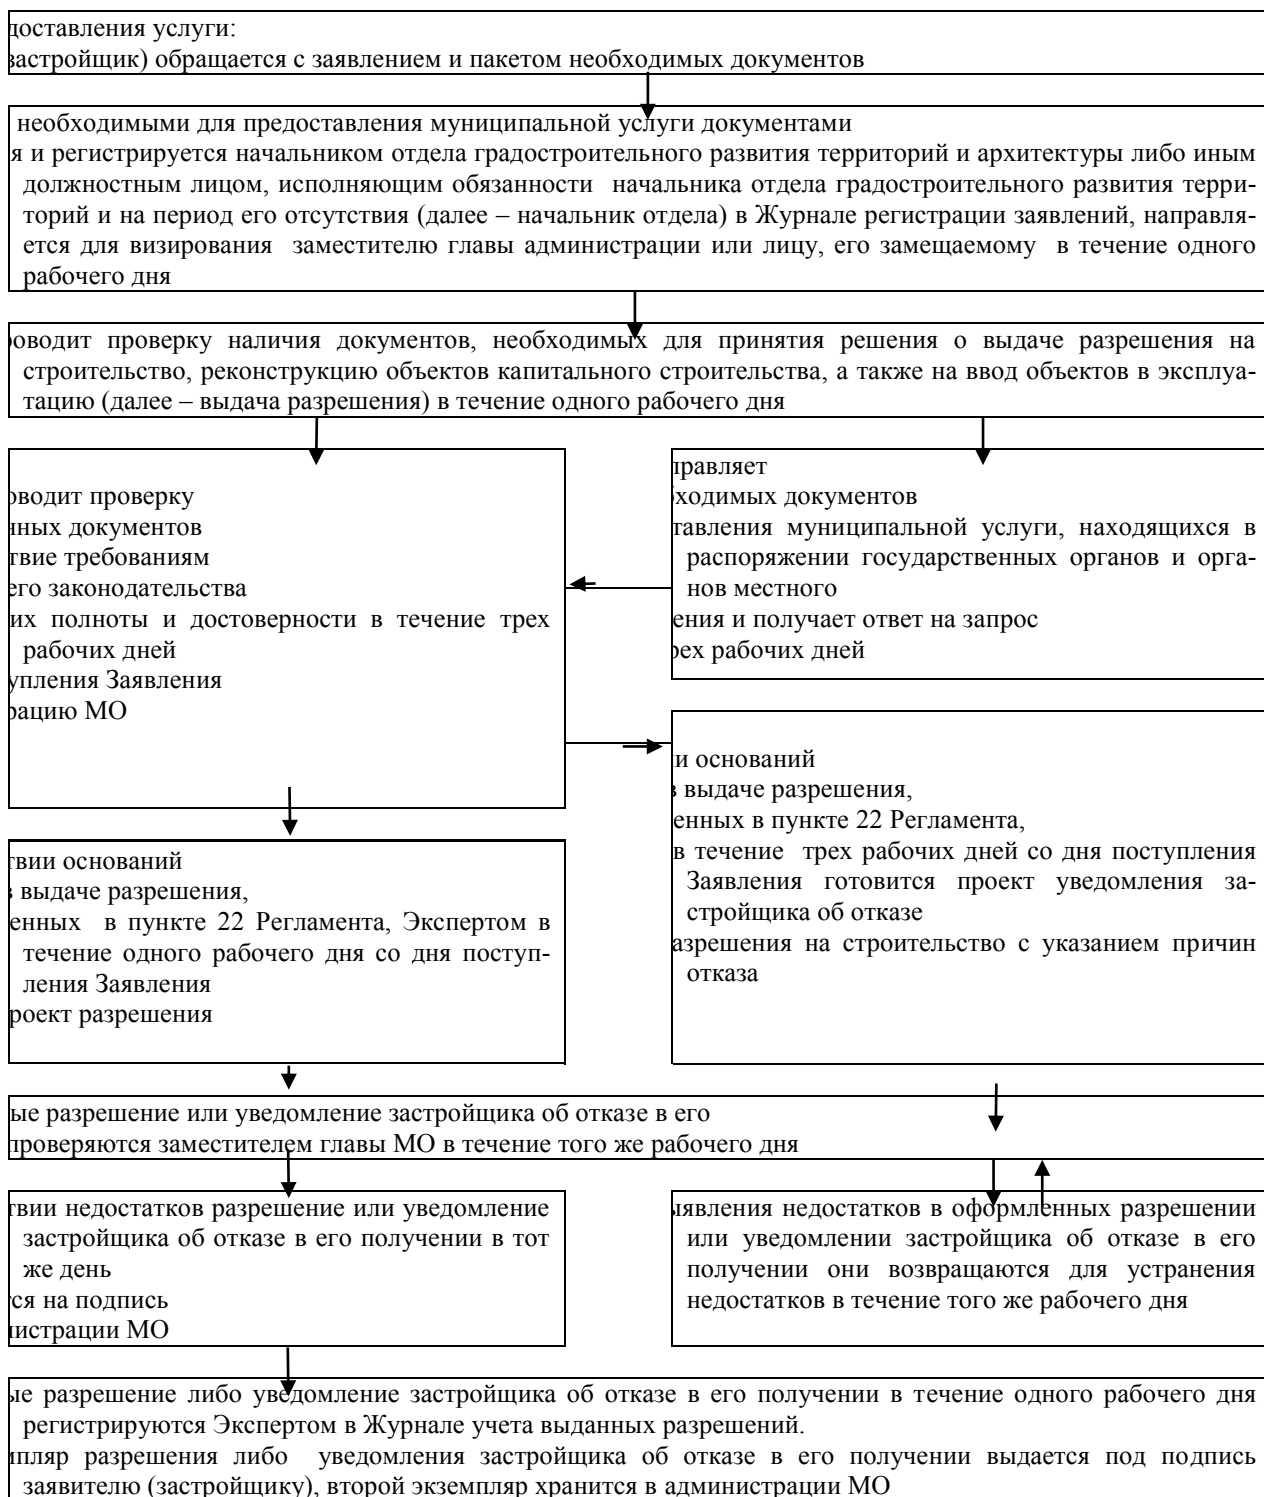 доставления услуги:
застройщик) обращается с заявлением и пакетом необходимых документов
необходимыми для предоставления муниципальной услуги документами
я и регистрируется начальником отдела градостроительного развития территорий и архитектуры либо иным
должностным лицом, исполняющим обязанности начальника отдела градостроительного развития терри-
торий и на период его отсутствия (далее – начальник отдела) в Журнале регистрации заявлений, направля-
ется для визирования заместителю главы администрации или лицу, его замещаемому в течение одного
рабочего дня
оводит проверку наличия документов, необходимых для принятия решения о выдаче разрешения на
строительство, реконструкцию объектов капитального строительства, а также на ввод объектов в эксплуа-
тацию (далее – выдача разрешения) в течение одного рабочего дня
оводит проверку
нных документов
твие требованиям
его законодательства
их полноты и достоверности в течение трех
рабочих дней
упления Заявления
рацию МО
правляет
ходимых документов
тавления муниципальной услуги, находящихся в
распоряжении государственных органов и орга-
нов местного
ения и получает ответ на запрос
рех рабочих дней
твии оснований
в выдаче разрешения,
енных в пункте 22 Регламента, Экспертом в
течение одного рабочего дня со дня поступ-
ления Заявления
роект разрешения
и оснований
в выдаче разрешения,
енных в пункте 22 Регламента,
в течение трех рабочих дней со дня поступления
Заявления готовится проект уведомления за-
стройщика об отказе
азрешения на строительство с указанием причин
отказа
ые разрешение или уведомление застройщика об отказе в его
проверяются заместителем главы МО в течение того же рабочего дня
твии недостатков разрешение или уведомление
застройщика об отказе в его получении в тот
же день
тся на подпись
истрации МО
ыявления недостатков в оформленных разрешении
или уведомлении застройщика об отказе в его
получении они возвращаются для устранения
недостатков в течение того же рабочего дня
ые разрешение либо уведомление застройщика об отказе в его получении в течение одного рабочего дня
регистрируются Экспертом в Журнале учета выданных разрешений.
мпляр разрешения либо уведомления застройщика об отказе в его получении выдается под подпись
заявителю (застройщику), второй экземпляр хранится в администрации МО